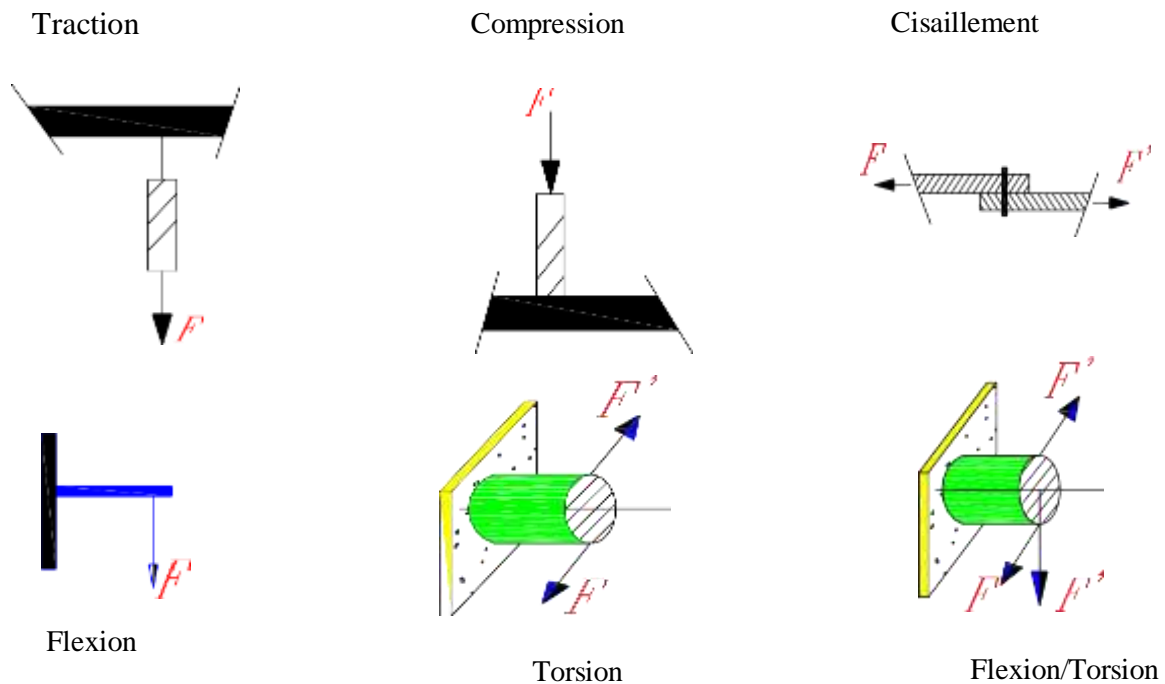 Traction
Compression
Cisaillement
F
F
F'
F
F'
F'
F
F
F
F'
Flexion
Torsion
Flexion/Torsion